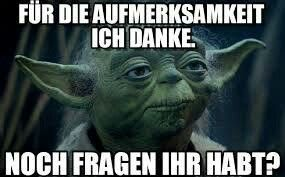 FÜR DIE AUFMERKSAMKEIT
ICH DANKE.
NOCH FRAGEN IHR HABT?